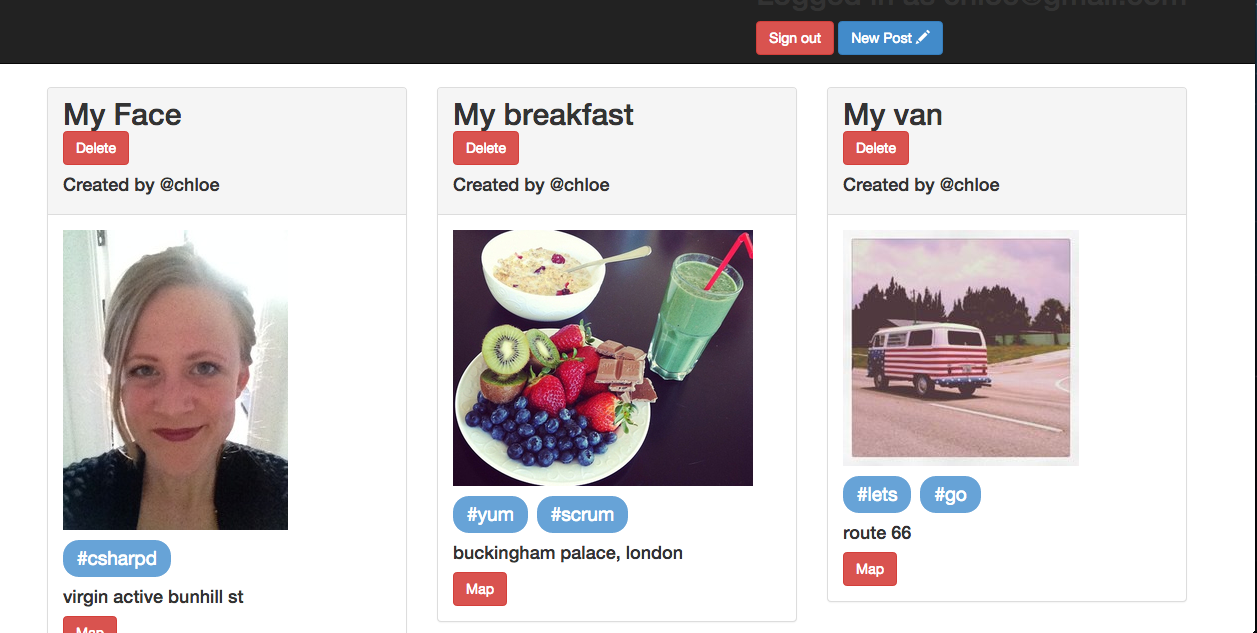 Logged in as chloe@gmail.com
Sign out New Post
My Face
Delete
Created by @chloe
#csharpd
virgin active bunhill st
Map
My breakfast
Delete
Created by @chloe
#yum #scrum
buckingham palace, london
Map
My van
Delete
Created by @chloe
#lets #go
route 66
Map